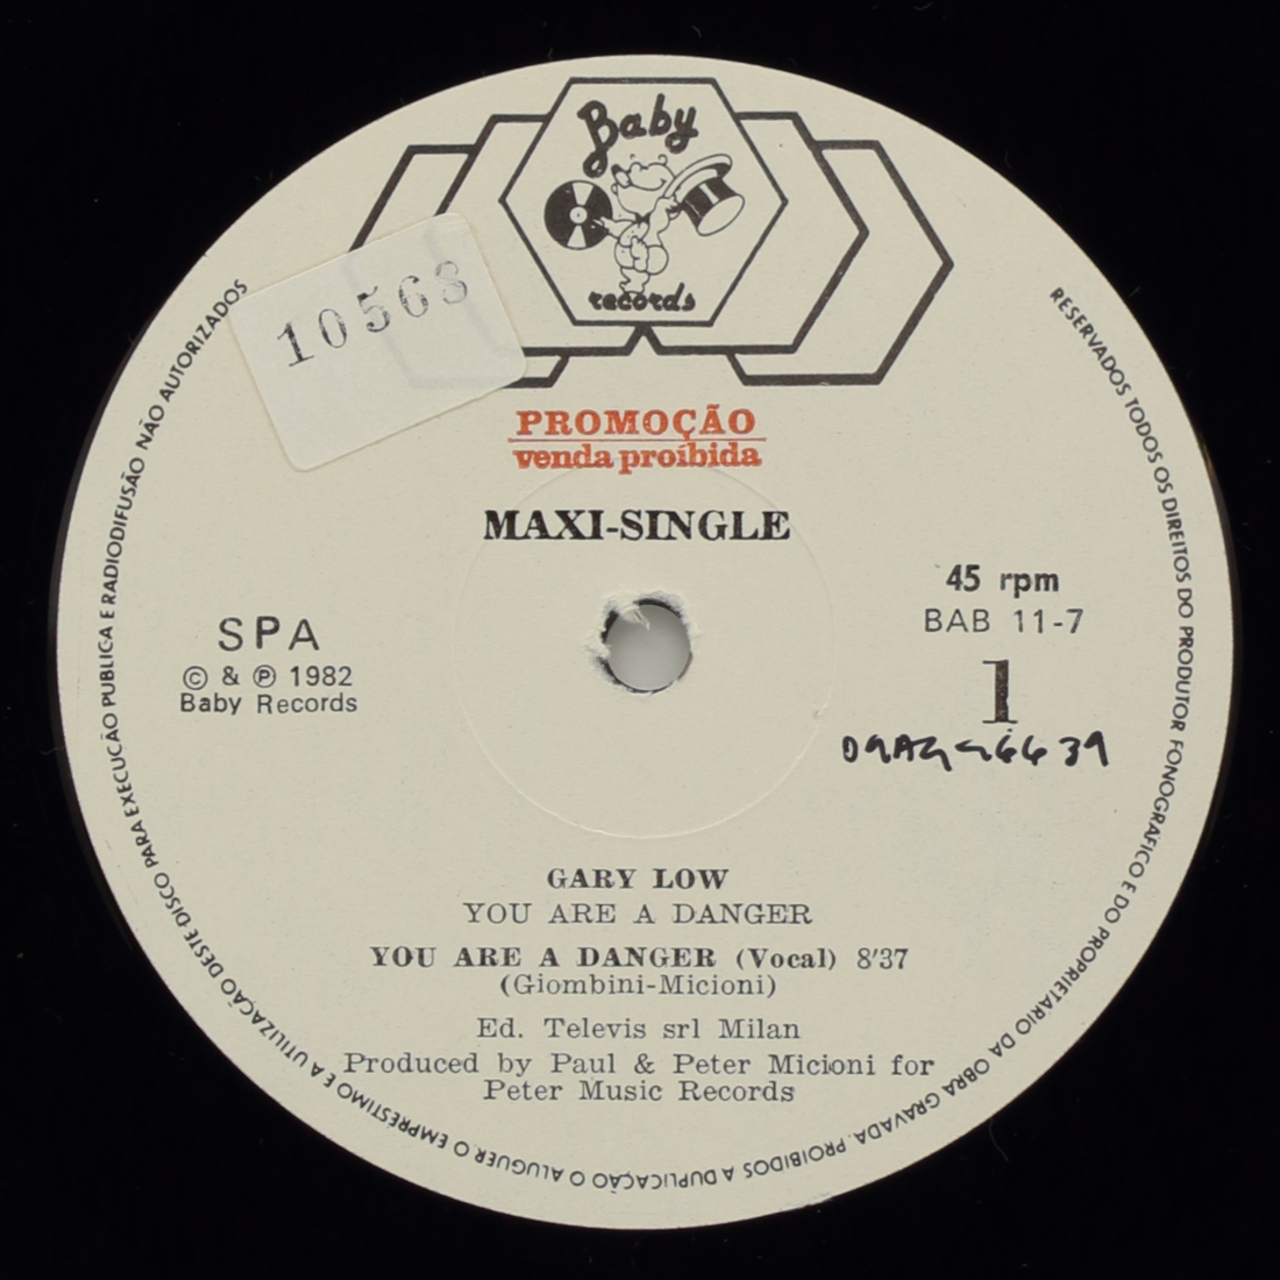 Baby
records
10568
PROMOÇÃO
venda proíbida
MAXI-SINGLE
45 rpm
BAB 11-7
1
SPA
© & ℗ 1982
Baby Records
GARY LOW
YOU ARE A DANGER
YOU ARE A DANGER (Vocal) 8'37
(Giombini-Micioni)
Ed. Televis srl Milan
Produced by Paul & Peter Micioni for
Peter Music Records
RESERVADOS TODOS OS DIREITOS DO PRODUTOR FONOGRAFICO E DO PROPRIETARIO DA OBRA GRAVADA. PROIBIDOS A DUPLICAÇÃO O ALUGUER O EMPRESTIMO E A UTILIZAÇÃO DESTE DISCO PARA EXECUCÃO PUBLICA E RADIODIFUSÃO NÃO AUTORIZADOS